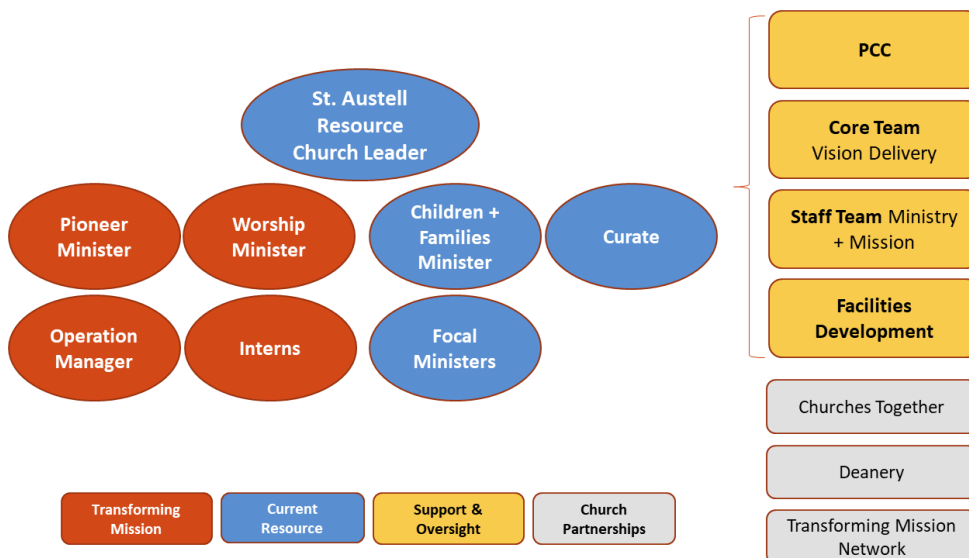 St. Austell
Resource
Church Leader
Pioneer
Minister
Worship
Minister
Children +
Families
Minister
Curate
Operation
Manager
Interns
Focal
Ministers
PCC
Core Team
Vision Delivery
Staff Team Ministry
+ Mission
Facilities
Development
Churches Together
Deanery
Transforming Mission
Network
Transforming
Mission
Current
Resource
Support &
Oversight
Church
Partnerships